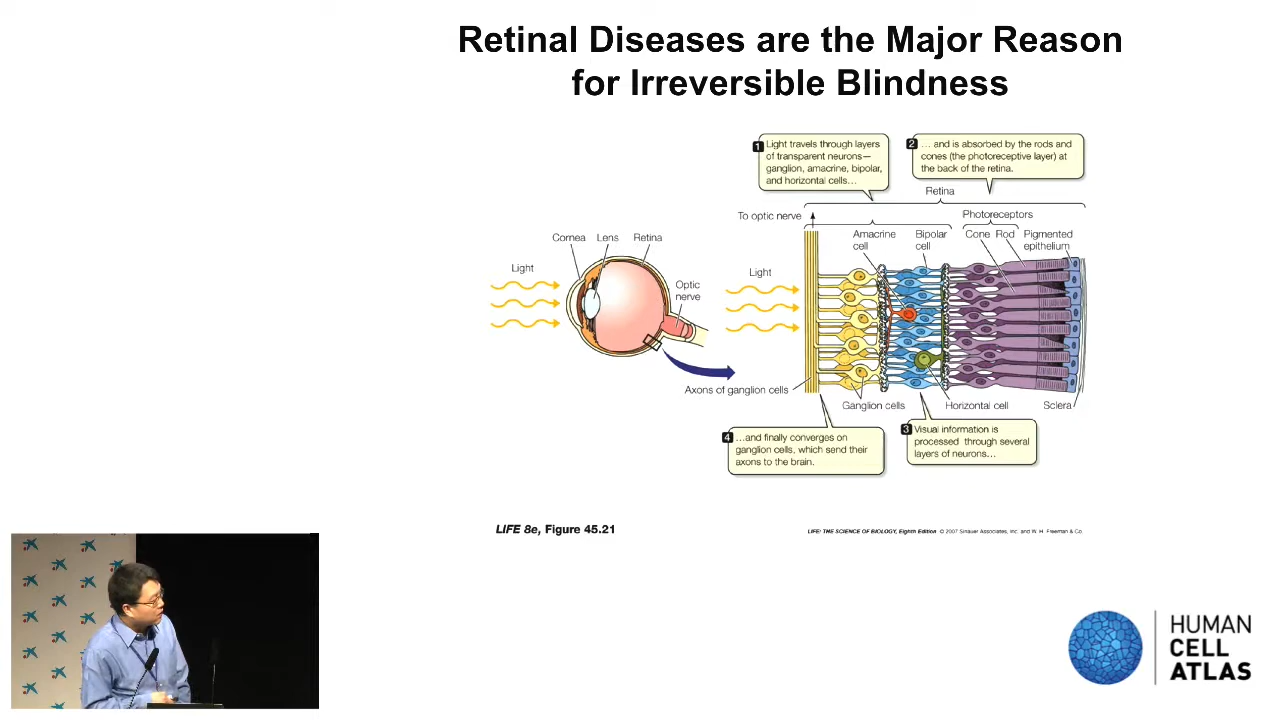 Retinal Diseases are the Major Reason
for Irreversible Blindness
1 Light travels through layers
of transparent neurons—
ganglion, amacrine, bipolar,
and horizontal cells…
2 … and is absorbed by the rods and
cones (the photoreceptive layer) at
the back of the retina.
Retina
To optic nerve
Photoreceptors
Amacrine
cell
Bipolar
cell
Cone Rod
Pigmented
epithelium
Cornea Lens Retina
Light
Optic
nerve
Light
Axons of ganglion cells
Ganglion cells
Horizontal cell
Sclera
4 …and finally converges on
ganglion cells, which send their
axons to the brain.
3 Visual information is
processed through several
layers of neurons…
LIFE 8e, Figure 45.21
LIFE: THE SCIENCE OF BIOLOGY, Eighth Edition © 2007 Sinauer Associates, Inc. and W. H. Freeman & Co
HUMAN
CELL
ATLAS